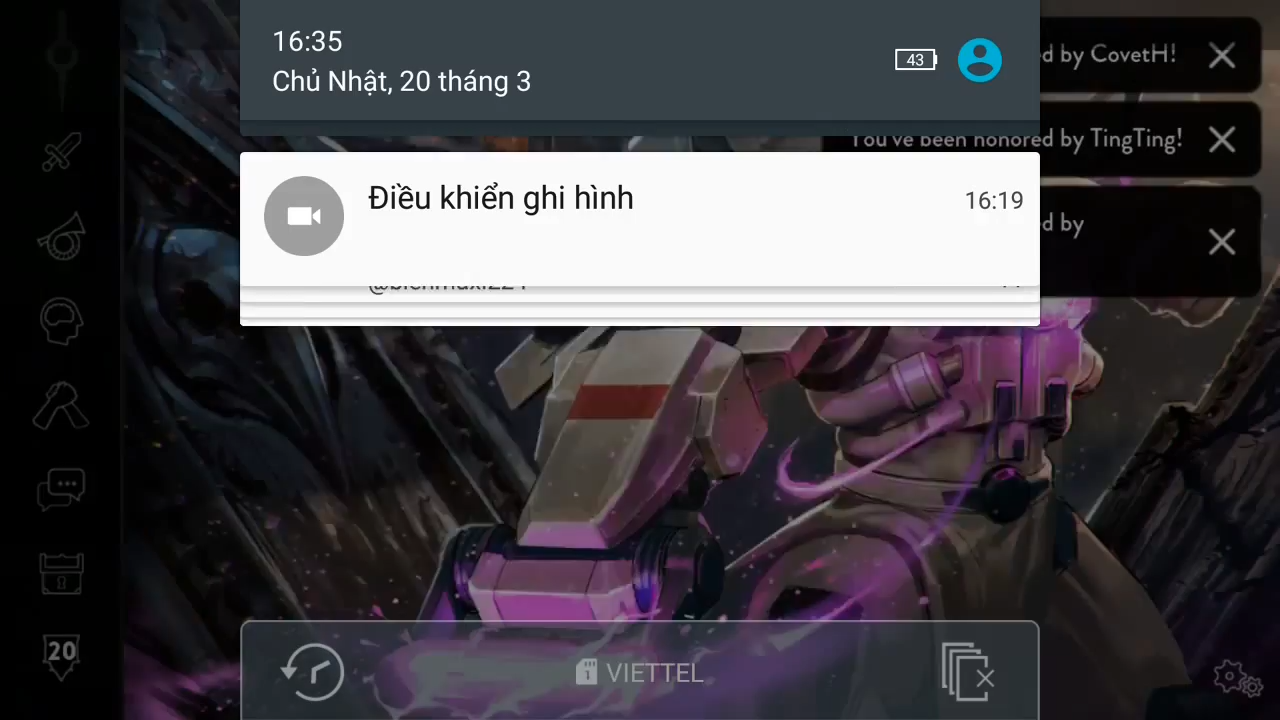 16:35
43
Chủ Nhật, 20 tháng 3
d by CovetH!
You've been honored by TingTing!
Điều khiển ghi hình
16:19
d by
20
1 VIETTEL